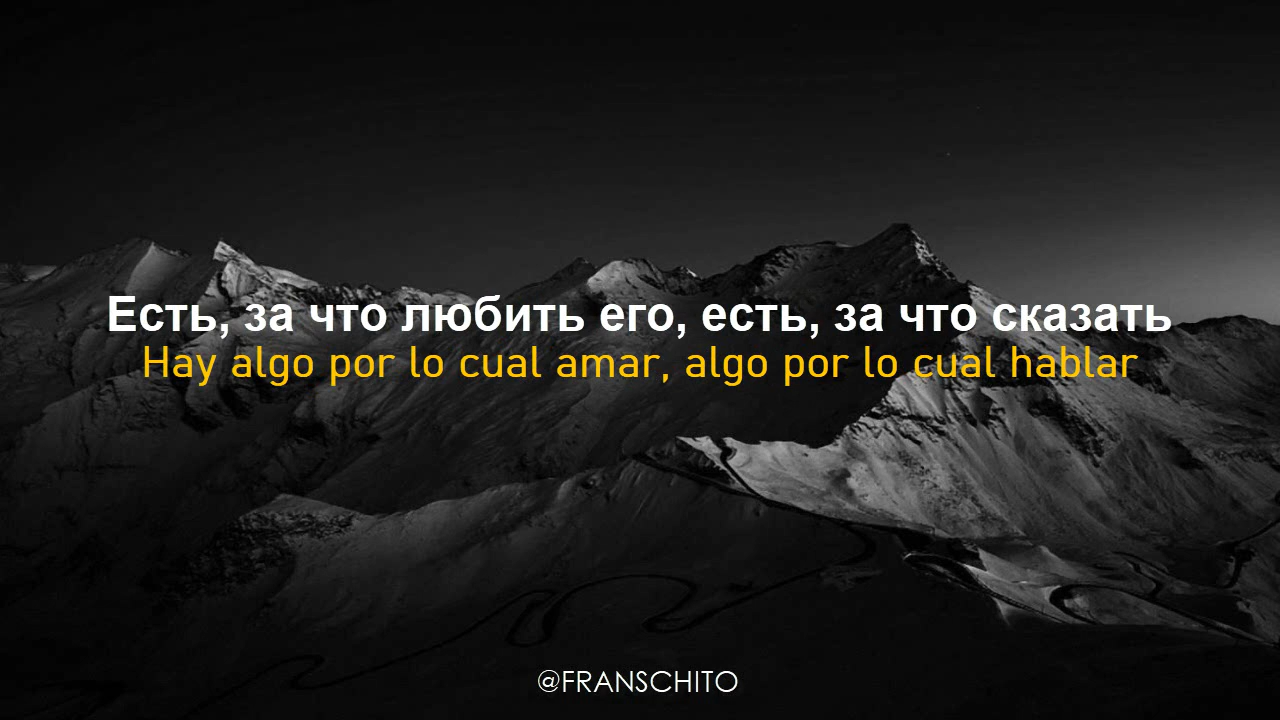 Есть, за что любить его, есть, за что сказать
Hay algo por lo cual amar, algo por lo cual hablar
@FRANSCHITO